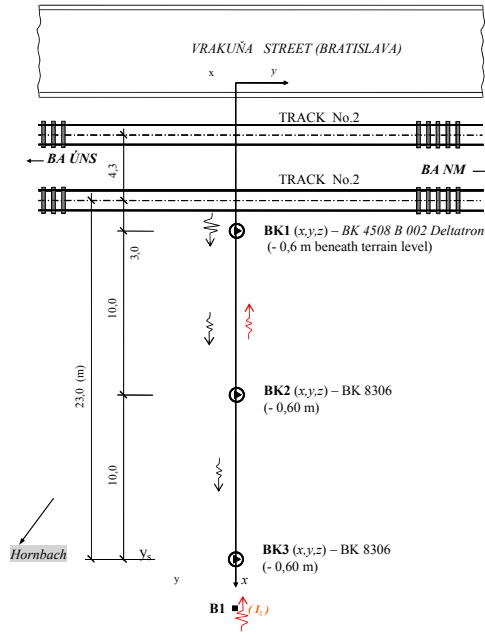 VRAKUŇA STREET (BRATISLAVA)
x
y
TRACK No.2
BA ÚNS
4,3
BA NM
TRACK No.2
BK1 (x,y,z) – BK 4508 B 002 Deltatron
(- 0,6 m beneath terrain level)
3,0
10,0
23,0 (m)
BK2 (x,y,z) – BK 8306
(- 0,60 m)
10,0
Hornbach
ys
BK3 (x,y,z) – BK 8306
(- 0,60 m)
y
x
B1